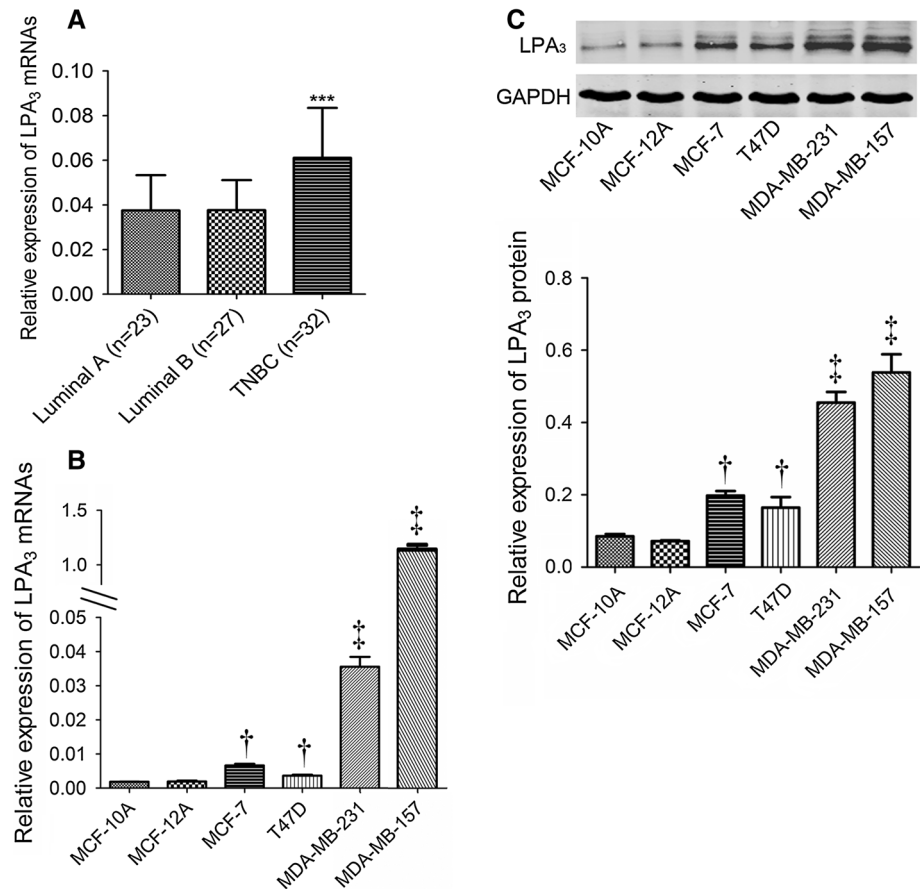 A
Relative expression of LPA₃ mRNAs
0.10
0.08
0.06
0.04
0.02
0.00
***
Luminal A (n=23)
Luminal B (n=27)
TNBC (n=32)
B
Relative expression of LPA₃ mRNAs
1.5
1.0
0.05
0.04
0.03
0.02
0.01
0.00
†
†
‡
‡
‡
‡
MCF-10A
MCF-12A
MCF-7
T47D
MDA-MB-231
MDA-MB-157
C
LPA₃
GAPDH
MCF-10A
MCF-12A
MCF-7
T47D
MDA-MB-231
MDA-MB-157
Relative expression of LPA₃ protein
0.8
0.6
0.4
0.2
0.0
†
†
‡
‡
‡
‡
MCF-10A
MCF-12A
MCF-7
T47D
MDA-MB-231
MDA-MB-157